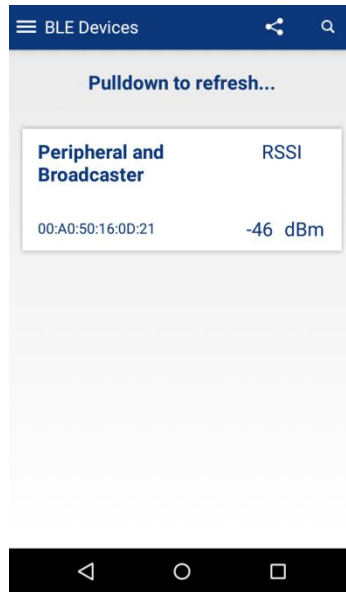 BLE Devices
Pulldown to refresh...
Peripheral and
Broadcaster
RSSI
00:A0:50:16:0D:21
-46 dBm